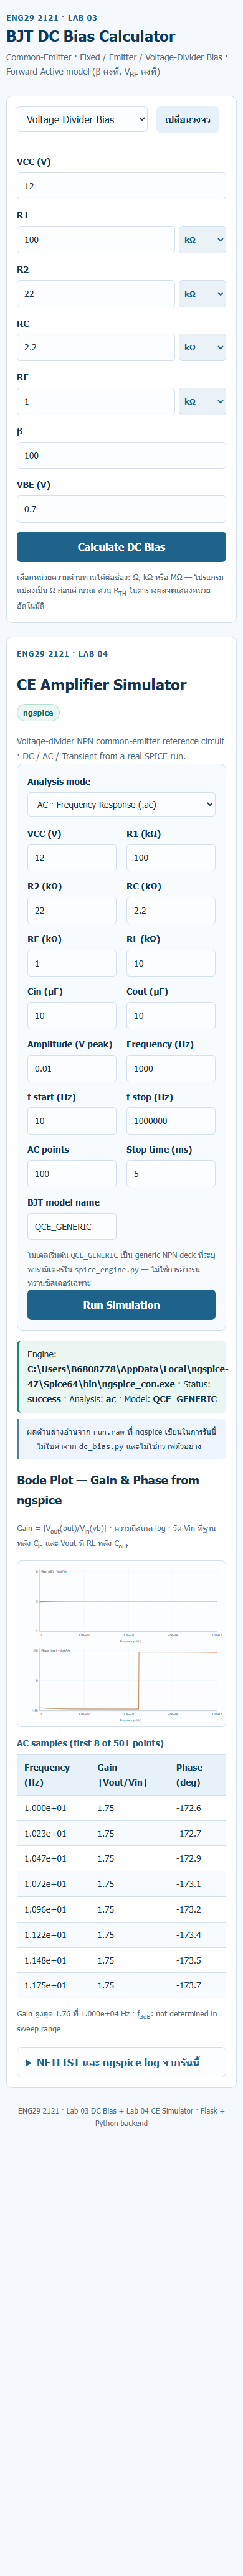 ENG29 2121 · LAB 03
BJT DC Bias Calculator
Common-Emitter · Fixed / Emitter / Voltage-Divider Bias ·
Forward-Active model (β คงที่, VBE คงที่)
Voltage Divider Bias
เปลี่ยนวงจร
VCC (V)
12
R1
100
kΩ
R2
22
kΩ
RC
2.2
kΩ
RE
1
kΩ
β
100
VBE (V)
0.7
Calculate DC Bias
เลือกหน่วยความต้านทานได้ต่อช่อง: Ω, kΩ หรือ MΩ — โปรแกรม
แปลงเป็น Ω ก่อนคำนวณ ส่วน RTH ในตารางผลจะแสดงหน่วย
อัตโนมัติ
ENG29 2121 · LAB 04
CE Amplifier Simulator
ngspice
Voltage-divider NPN common-emitter reference circuit
· DC / AC / Transient from a real SPICE run.
Analysis mode
AC · Frequency Response (.ac)
VCC (V)
R1 (kΩ)
12
100
R2 (kΩ)
RC (kΩ)
22
2.2
RE (kΩ)
RL (kΩ)
1
10
Cin (µF)
Cout (µF)
10
10
Amplitude (V peak)
Frequency (Hz)
0.01
1000
f start (Hz)
f stop (Hz)
10
1000000
AC points
Stop time (ms)
100
5
BJT model name
QCE_GENERIC
โมเดลเริ่มต้น QCE_GENERIC เป็น generic NPN deck ที่ระบุ
พารามิเตอร์ใน spice_engine.py — ไม่ใช่การอ้างรุ่น
ทรานซิสเตอร์เฉพาะ
Run Simulation
Engine:
C:\Users\B6808778\AppData\Local\ngspice-
47\Spice64\bin\ngspice_con.exe · Status:
success · Analysis: ac · Model: QCE_GENERIC
ผลด้านล่างอ่านจาก run.raw ที่ ngspice เขียนในการรันนี้
— ไม่ใช่ค่าจาก dc_bias.py และไม่ใช่กราฟตัวอย่าง
Bode Plot — Gain & Phase from
ngspice
Gain = |Vout(out)/Vin(vb)| · ความถี่สเกล log · วัด Vin ที่ฐาน
หลัง Cin และ Vout ที่ RL หลัง Cout
AC samples (first 8 of 501 points)
Frequency (Hz) Gain |Vout/Vin| Phase (deg)
1.000e+01 1.75 -172.6
1.023e+01 1.75 -172.7
1.047e+01 1.75 -172.9
1.072e+01 1.75 -173.1
1.096e+01 1.75 -173.2
1.122e+01 1.75 -173.4
1.148e+01 1.75 -173.5
1.175e+01 1.75 -173.7
Gain สูงสุด 1.76 ที่ 1.000e+04 Hz · f3dB: not determined in
sweep range
▶ NETLIST และ ngspice log จากรันนี้
ENG29 2121 · Lab 03 DC Bias + Lab 04 CE Simulator · Flask +
Python backend